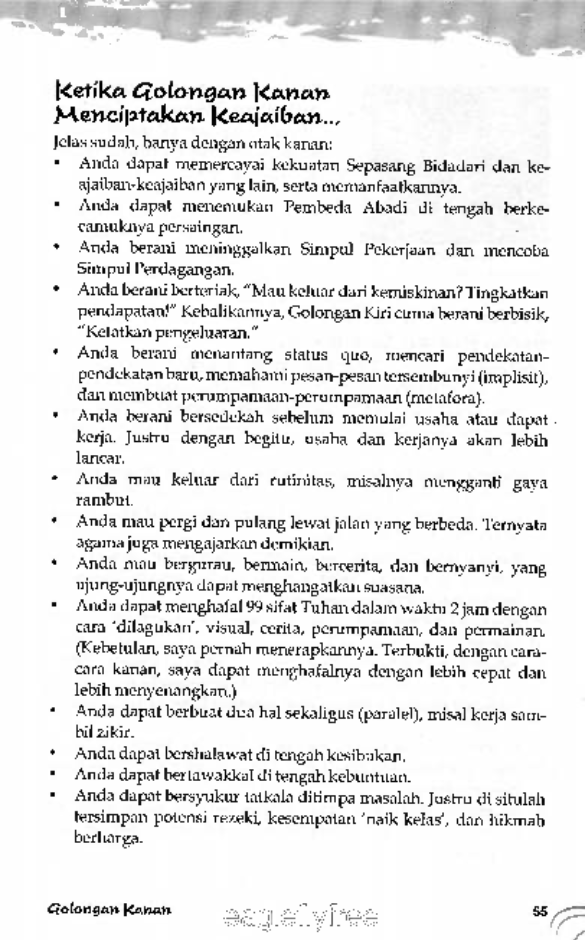 Ketika Golongan Kanan
Menciptakan Keajaiban...
Jelas sudah, hanya dengan otak kanan:
• Anda dapat memercayai kekuatan Sepasang Bidadari dan ke-
ajaiban-keajaiban yang lain, serta memanfaatkannya.
• Anda dapat menemukan Pembeda Abadi di tengah berke-
camuknya persaingan.
• Anda berani meninggalkan Simpul Pekerjaan dan mencoba
Simpul Perdagangan.
• Anda berani berteriak, “Mau keluar dari kemiskinan? Tingkatkan
pendapatan!” Kebalikannya, Golongan Kiri cuma berani berbisik,
“Ketatkan pengeluaran.”
• Anda berani menantang status quo, mencari pendekatan-
pendekatan baru, memahami pesan-pesan tersembunyi (implisit),
dan membuat perumpamaan-perumpamaan (metafora).
• Anda berani bersedekah sebelum memulai usaha atau dapat
kerja. Justru dengan begitu, usaha dan kerjanya akan lebih
lancar.
• Anda mau keluar dari rutinitas, misalnya mengganti gaya
rambut.
• Anda mau pergi dan pulang lewat jalan yang berbeda. Ternyata
agama juga mengajarkan demikian.
• Anda mau bergurau, bermain, bercerita, dan bernyanyi, yang
ujung-ujungnya dapat menghangatkan suasana.
• Anda dapat menghafal 99 sifat Tuhan dalam waktu 2 jam dengan
cara ‘dilagukan’, visual, cerita, perumpamaan, dan permainan.
(Kebetulan, saya pernah menerapkannya. Terbukti, dengan cara-
cara kanan, saya dapat menghafalnya dengan lebih cepat dan
lebih menyenangkan.)
• Anda dapat berbuat dua hal sekaligus (paralel), misal kerja sam-
bil zikir.
• Anda dapat bershalawat di tengah kesibukan.
• Anda dapat bertawakkal di tengah kebuntuan.
• Anda dapat bersyukur tatkala ditimpa masalah. Justru di situlah
tersimpan potensi rezeki, kesempatan ‘naik kelas’, dan hikmah
berharga.
Golongan Kanan
eagleflyfree
55